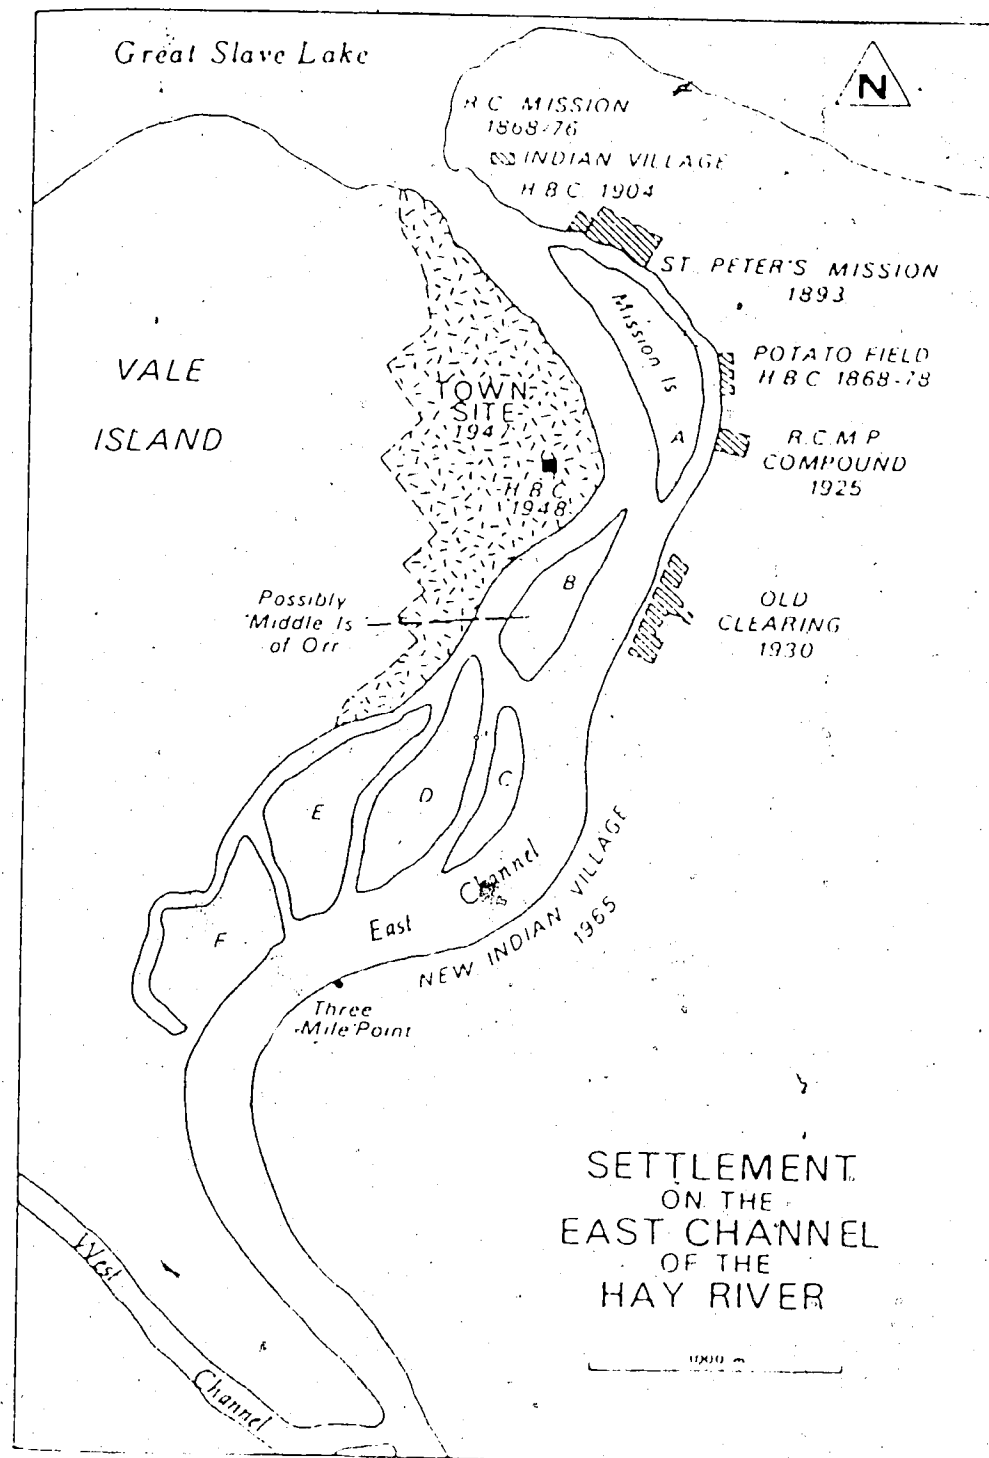 Great Slave Lake
N
R.C. MISSION
1868-76
INDIAN VILLAGE
H.B.C. 1904
ST. PETER'S MISSION
1893
Mission Is
A
POTATO FIELD
H B C 1868-78
R.C.M.P.
COMPOUND
1925
VALE
ISLAND
TOWN
SITE
1947
H B C
1948
B
Possibly
Middle Is
of Orr
OLD
CLEARING
1930
C
D
E
F
East Channel
NEW INDIAN VILLAGE
1965
Three
Mile Point
West
Channel
SETTLEMENT
ON THE
EAST CHANNEL
OF THE
HAY RIVER
1000 m